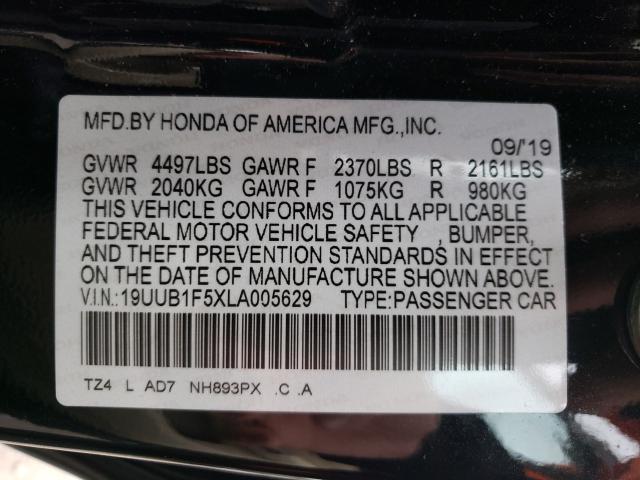 MFD.BY HONDA OF AMERICA MFG.,INC.
09/'19
GVWR 4497LBS GAWR F 2370LBS R 2161LBS
GVWR 2040KG GAWR F 1075KG R 980KG
THIS VEHICLE CONFORMS TO ALL APPLICABLE
FEDERAL MOTOR VEHICLE SAFETY , BUMPER,
AND THEFT PREVENTION STANDARDS IN EFFECT
ON THE DATE OF MANUFACTURE SHOWN ABOVE.
V.I.N.:19UUB1F5XLA005629 TYPE:PASSENGER CAR
TZ4 L AD7 NH893PX .C .A